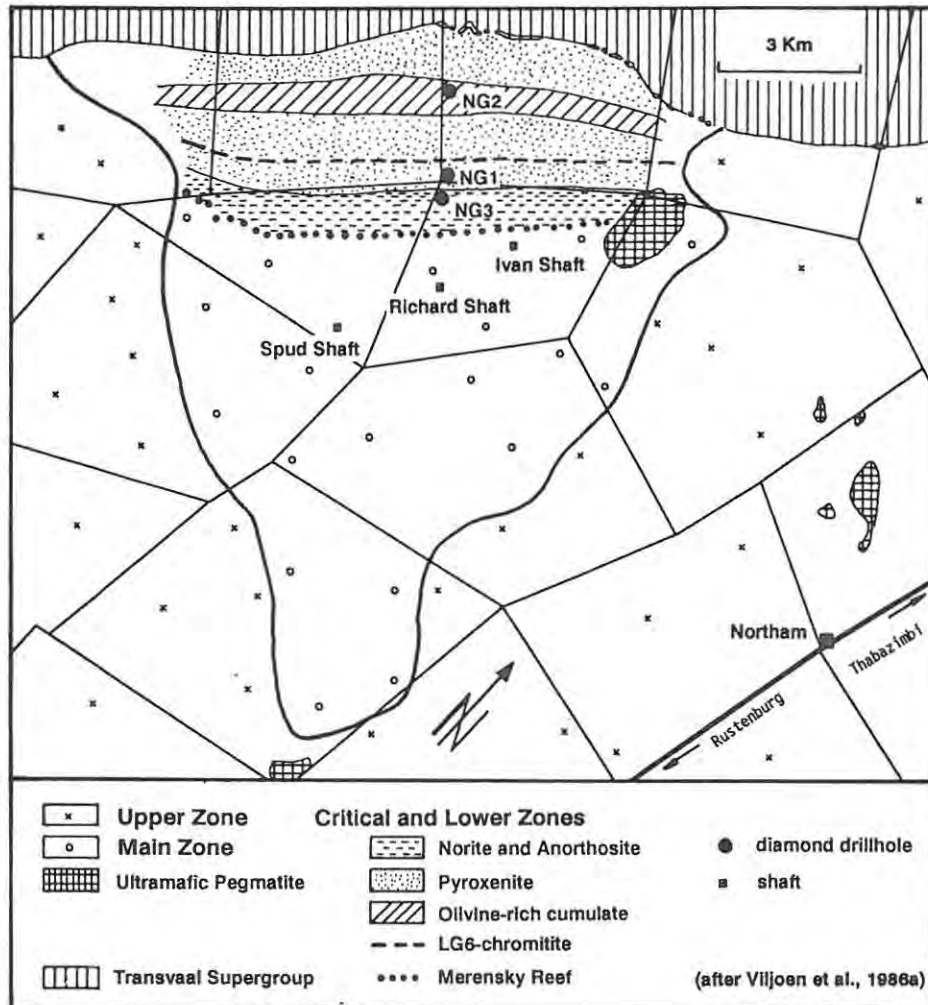 3 Km
NG2
NG1
NG3
Ivan Shaft
Richard Shaft
Spud Shaft
N
Northam
Thabazimbi
Rustenburg
Upper Zone
Main Zone
Ultramafic Pegmatite
Transvaal Supergroup
Critical and Lower Zones
Norite and Anorthosite
Pyroxenite
Olivine-rich cumulate
LG6-chromitite
Merensky Reef
diamond drillhole
shaft
(after Viljoen et al., 1986a)